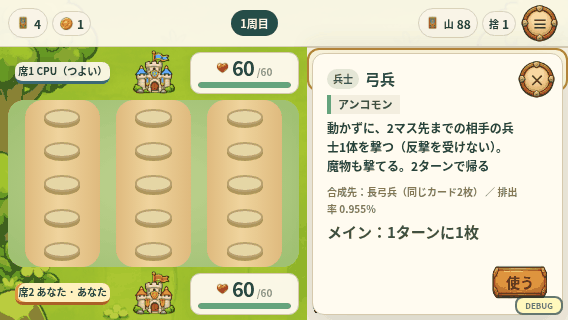 4
1
1周目
山 88
捨 1
席1 CPU（つよい）
60/60
席2 あなた・あなた
60/60
兵士 弓兵
アンコモン
動かずに、2マス先までの相手の兵
士1体を撃つ（反撃を受けない）。
魔物も撃てる。2ターンで帰る
合成先：長弓兵（同じカード2枚） ／ 排出
率 0.955%
メイン：1ターンに1枚
使う
DEBUG